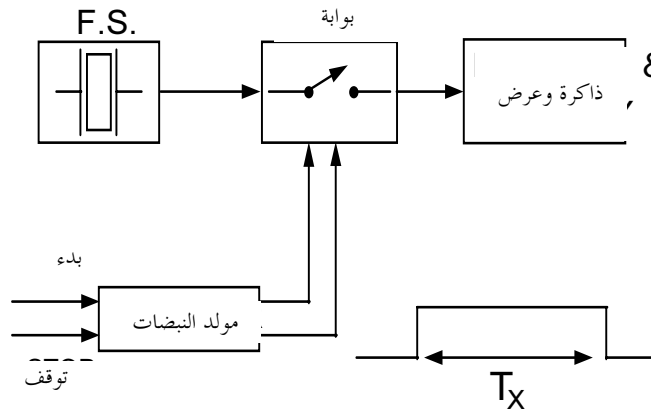 F.S.
بوابة
ذاكرة وعرض
بدء
مولد النبضات
توقف
TX